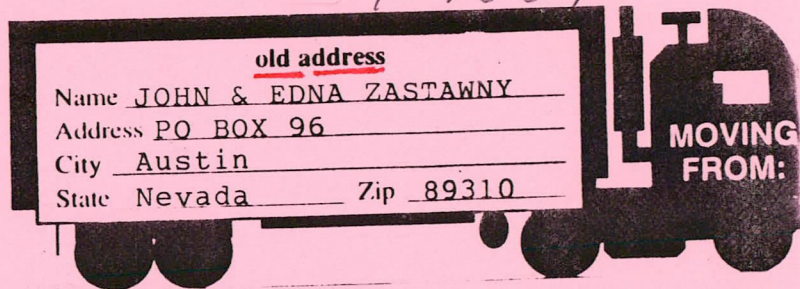 old address
Name JOHN & EDNA ZASTAWNY
Address PO BOX 96
City Austin
State Nevada Zip 89310
MOVING
FROM: